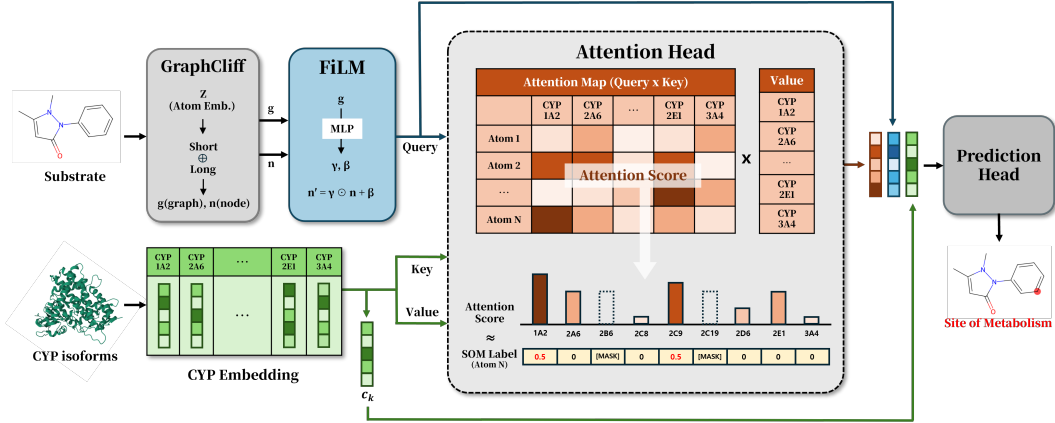 GraphCliff
Z
(Atom Emb.)
Short
⊕
Long
g(graph), n(node)
Substrate
g
n
FiLM
g
MLP
γ, β
n′ = γ ⊙ n + β
Query
Attention Head
Attention Map (Query x Key)
CYP 1A2
CYP 2A6
...
CYP 2E1
CYP 3A4
Atom 1
Atom 2
...
Atom N
Attention Score
x
Value
CYP 1A2
CYP 2A6
...
CYP 2E1
CYP 3A4
Prediction
Head
Site of Metabolism
CYP isoforms
CYP 1A2
CYP 2A6
...
CYP 2E1
CYP 3A4
...
CYP Embedding
Key
Value
c_k
Attention
Score
≈
SOM Label
(Atom N)
1A2 2A6 2B6 2C8 2C9 2C19 2D6 2E1 3A4
0.5 0 [MASK] 0 0.5 [MASK] 0 0 0
N
N
O
N
N
O